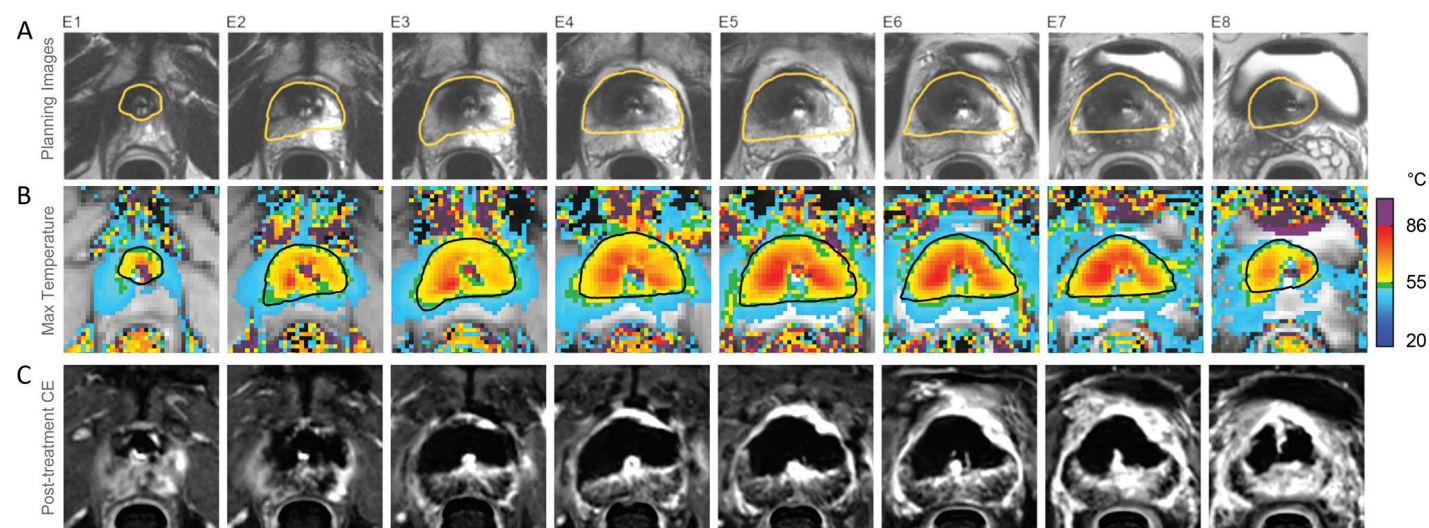 E1 E2 E3 E4 E5 E6 E7 E8
A
Planning Images
B
Max Temperature
°C
86
55
20
C
Post-treatment CE